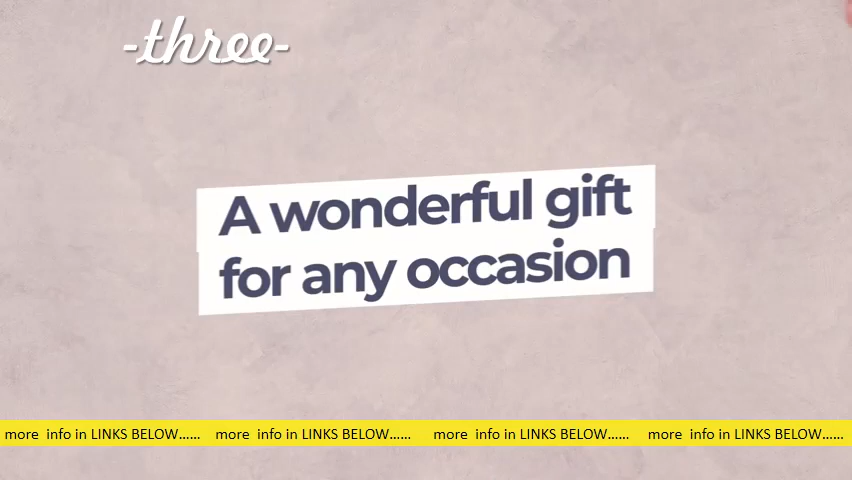 -three-
A wonderful gift
for any occasion
more  info in LINKS BELOW...... more  info in LINKS BELOW...... more  info in LINKS BELOW...... more  info in LINKS BELOW......